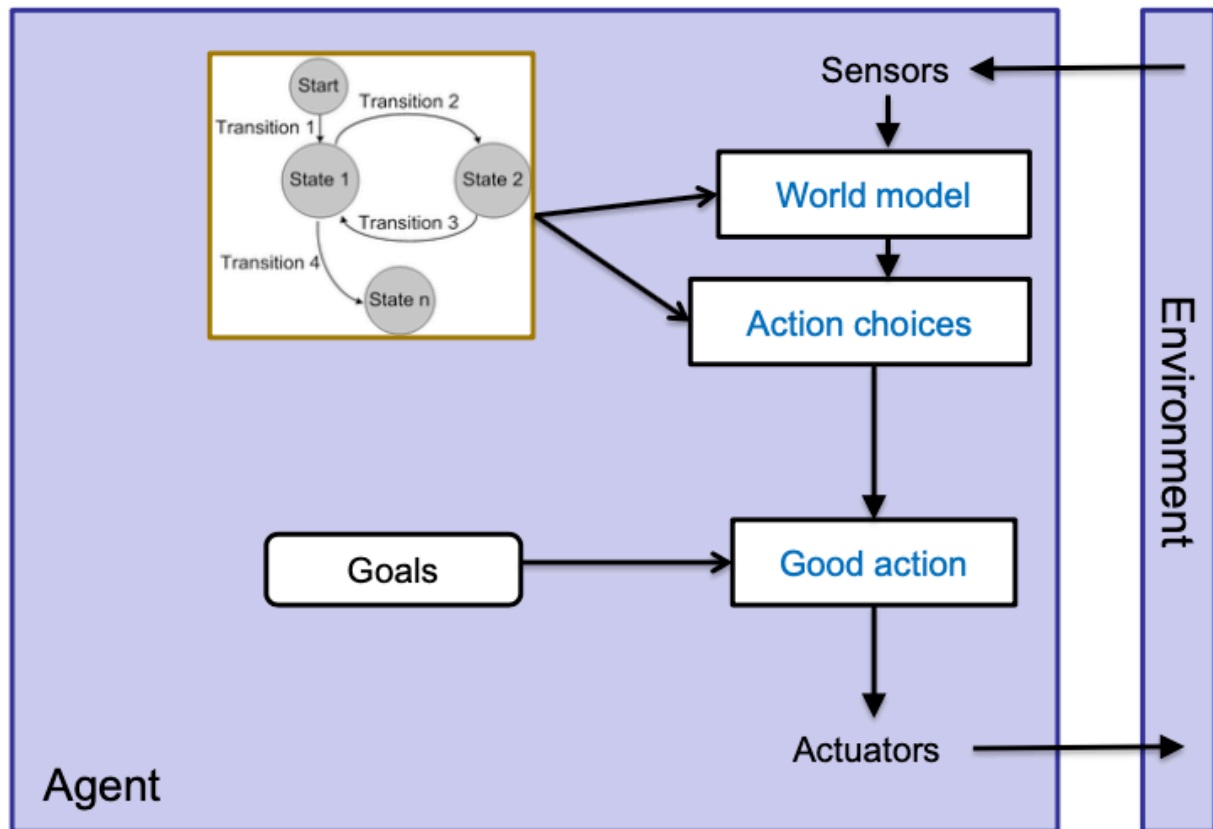 Start
Transition 2
Transition 1
State 1
State 2
Transition 3
Transition 4
State n
Sensors
World model
Action choices
Goals
Good action
Actuators
Agent
Environment